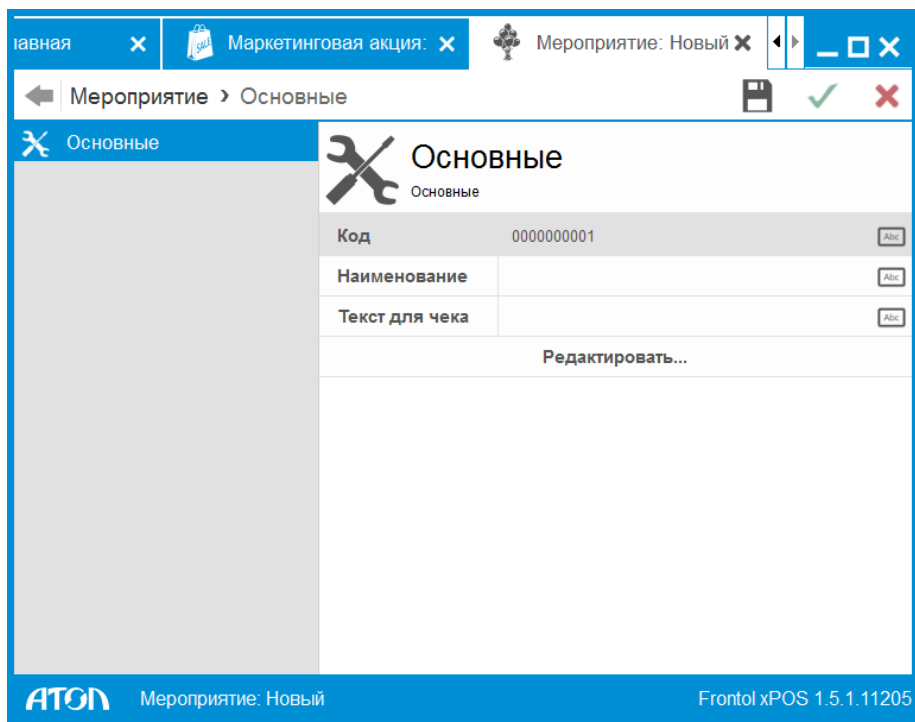 лавная Маркетинговая акция: Мероприятие: Новый
Мероприятие > Основные
Основные
Основные
Основные
Код 0000000001 Abc
Наименование Abc
Текст для чека Abc
Редактировать...
АТОЛ Мероприятие: Новый Frontol xPOS 1.5.1.11205